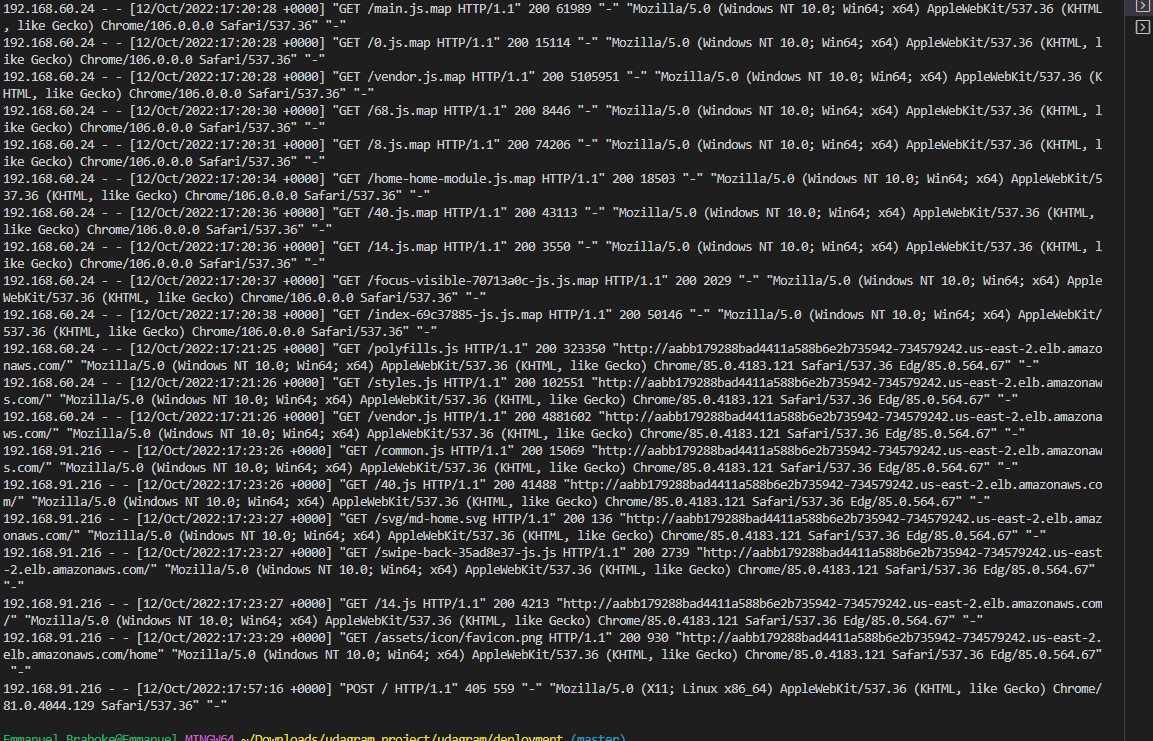 192.168.60.24 - - [12/Oct/2022:17:20:28 +0000] "GET /main.js.map HTTP/1.1" 200 61989 "-" "Mozilla/5.0 (Windows NT 10.0; Win64; x64) AppleWebKit/537.36 (KHTML
, like Gecko) Chrome/106.0.0.0 Safari/537.36" "-"
192.168.60.24 - - [12/Oct/2022:17:20:28 +0000] "GET /0.js.map HTTP/1.1" 200 15114 "-" "Mozilla/5.0 (Windows NT 10.0; Win64; x64) AppleWebKit/537.36 (KHTML, l
ike Gecko) Chrome/106.0.0.0 Safari/537.36" "-"
192.168.60.24 - - [12/Oct/2022:17:20:28 +0000] "GET /vendor.js.map HTTP/1.1" 200 5105951 "-" "Mozilla/5.0 (Windows NT 10.0; Win64; x64) AppleWebKit/537.36 (K
HTML, like Gecko) Chrome/106.0.0.0 Safari/537.36" "-"
192.168.60.24 - - [12/Oct/2022:17:20:30 +0000] "GET /68.js.map HTTP/1.1" 200 8446 "-" "Mozilla/5.0 (Windows NT 10.0; Win64; x64) AppleWebKit/537.36 (KHTML, l
ike Gecko) Chrome/106.0.0.0 Safari/537.36" "-"
192.168.60.24 - - [12/Oct/2022:17:20:31 +0000] "GET /8.js.map HTTP/1.1" 200 74206 "-" "Mozilla/5.0 (Windows NT 10.0; Win64; x64) AppleWebKit/537.36 (KHTML, l
ike Gecko) Chrome/106.0.0.0 Safari/537.36" "-"
192.168.60.24 - - [12/Oct/2022:17:20:34 +0000] "GET /home-home-module.js.map HTTP/1.1" 200 18503 "-" "Mozilla/5.0 (Windows NT 10.0; Win64; x64) AppleWebKit/5
37.36 (KHTML, like Gecko) Chrome/106.0.0.0 Safari/537.36" "-"
192.168.60.24 - - [12/Oct/2022:17:20:36 +0000] "GET /40.js.map HTTP/1.1" 200 43113 "-" "Mozilla/5.0 (Windows NT 10.0; Win64; x64) AppleWebKit/537.36 (KHTML,
like Gecko) Chrome/106.0.0.0 Safari/537.36" "-"
192.168.60.24 - - [12/Oct/2022:17:20:36 +0000] "GET /14.js.map HTTP/1.1" 200 3550 "-" "Mozilla/5.0 (Windows NT 10.0; Win64; x64) AppleWebKit/537.36 (KHTML, l
ike Gecko) Chrome/106.0.0.0 Safari/537.36" "-"
192.168.60.24 - - [12/Oct/2022:17:20:37 +0000] "GET /focus-visible-70713a0c-js.js.map HTTP/1.1" 200 2029 "-" "Mozilla/5.0 (Windows NT 10.0; Win64; x64) Apple
WebKit/537.36 (KHTML, like Gecko) Chrome/106.0.0.0 Safari/537.36" "-"
192.168.60.24 - - [12/Oct/2022:17:20:38 +0000] "GET /index-69c37885-js.js.map HTTP/1.1" 200 50146 "-" "Mozilla/5.0 (Windows NT 10.0; Win64; x64) AppleWebKit/
537.36 (KHTML, like Gecko) Chrome/106.0.0.0 Safari/537.36" "-"
192.168.60.24 - - [12/Oct/2022:17:21:25 +0000] "GET /polyfills.js HTTP/1.1" 200 323350 "http://aabb179288bad4411a588b6e2b735942-734579242.us-east-2.elb.amazo
naws.com/" "Mozilla/5.0 (Windows NT 10.0; Win64; x64) AppleWebKit/537.36 (KHTML, like Gecko) Chrome/85.0.4183.121 Safari/537.36 Edg/85.0.564.67" "-"
192.168.60.24 - - [12/Oct/2022:17:21:26 +0000] "GET /styles.js HTTP/1.1" 200 102551 "http://aabb179288bad4411a588b6e2b735942-734579242.us-east-2.elb.amazonaw
s.com/" "Mozilla/5.0 (Windows NT 10.0; Win64; x64) AppleWebKit/537.36 (KHTML, like Gecko) Chrome/85.0.4183.121 Safari/537.36 Edg/85.0.564.67" "-"
192.168.60.24 - - [12/Oct/2022:17:21:26 +0000] "GET /vendor.js HTTP/1.1" 200 4881602 "http://aabb179288bad4411a588b6e2b735942-734579242.us-east-2.elb.amazona
ws.com/" "Mozilla/5.0 (Windows NT 10.0; Win64; x64) AppleWebKit/537.36 (KHTML, like Gecko) Chrome/85.0.4183.121 Safari/537.36 Edg/85.0.564.67" "-"
192.168.91.216 - - [12/Oct/2022:17:23:26 +0000] "GET /common.js HTTP/1.1" 200 15069 "http://aabb179288bad4411a588b6e2b735942-734579242.us-east-2.elb.amazonaw
s.com/" "Mozilla/5.0 (Windows NT 10.0; Win64; x64) AppleWebKit/537.36 (KHTML, like Gecko) Chrome/85.0.4183.121 Safari/537.36 Edg/85.0.564.67" "-"
192.168.91.216 - - [12/Oct/2022:17:23:26 +0000] "GET /40.js HTTP/1.1" 200 41488 "http://aabb179288bad4411a588b6e2b735942-734579242.us-east-2.elb.amazonaws.co
m/" "Mozilla/5.0 (Windows NT 10.0; Win64; x64) AppleWebKit/537.36 (KHTML, like Gecko) Chrome/85.0.4183.121 Safari/537.36 Edg/85.0.564.67" "-"
192.168.91.216 - - [12/Oct/2022:17:23:27 +0000] "GET /svg/md-home.svg HTTP/1.1" 200 136 "http://aabb179288bad4411a588b6e2b735942-734579242.us-east-2.elb.amaz
onaws.com/" "Mozilla/5.0 (Windows NT 10.0; Win64; x64) AppleWebKit/537.36 (KHTML, like Gecko) Chrome/85.0.4183.121 Safari/537.36 Edg/85.0.564.67" "-"
192.168.91.216 - - [12/Oct/2022:17:23:27 +0000] "GET /swipe-back-35ad8e37-js.js HTTP/1.1" 200 2739 "http://aabb179288bad4411a588b6e2b735942-734579242.us-east
-2.elb.amazonaws.com/" "Mozilla/5.0 (Windows NT 10.0; Win64; x64) AppleWebKit/537.36 (KHTML, like Gecko) Chrome/85.0.4183.121 Safari/537.36 Edg/85.0.564.67"
"-"
192.168.91.216 - - [12/Oct/2022:17:23:27 +0000] "GET /14.js HTTP/1.1" 200 4213 "http://aabb179288bad4411a588b6e2b735942-734579242.us-east-2.elb.amazonaws.com
/" "Mozilla/5.0 (Windows NT 10.0; Win64; x64) AppleWebKit/537.36 (KHTML, like Gecko) Chrome/85.0.4183.121 Safari/537.36 Edg/85.0.564.67" "-"
192.168.91.216 - - [12/Oct/2022:17:23:29 +0000] "GET /assets/icon/favicon.png HTTP/1.1" 200 930 "http://aabb179288bad4411a588b6e2b735942-734579242.us-east-2.
elb.amazonaws.com/home" "Mozilla/5.0 (Windows NT 10.0; Win64; x64) AppleWebKit/537.36 (KHTML, like Gecko) Chrome/85.0.4183.121 Safari/537.36 Edg/85.0.564.67"
"-"
192.168.91.216 - - [12/Oct/2022:17:57:16 +0000] "POST / HTTP/1.1" 405 559 "-" "Mozilla/5.0 (X11; Linux x86_64) AppleWebKit/537.36 (KHTML, like Gecko) Chrome/
81.0.4044.129 Safari/537.36" "-"
Emmanuel Braboke@Emmanuel MINGW64 ~/Downloads/udagram_project/udagram/deployment (master)